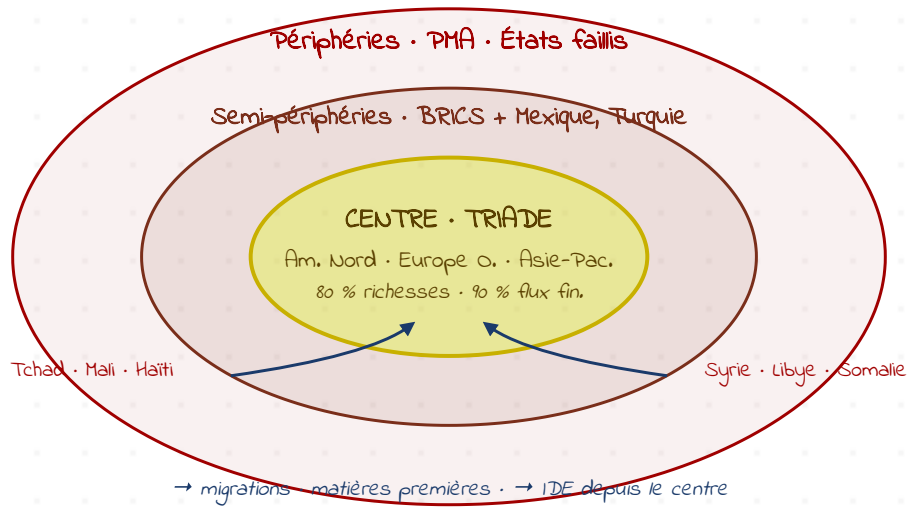 Périphéries · PMA · États faillis
Semi-périphéries · BRICS + Mexique, Turquie
CENTRE · TRIADE
Am. Nord · Europe O. · Asie-Pac.
80 % richesses · 90 % flux fin.
Tchad · Mali · Haïti
Syrie · Libye · Somalie
→ migrations · matières premières · → IDE depuis le centre